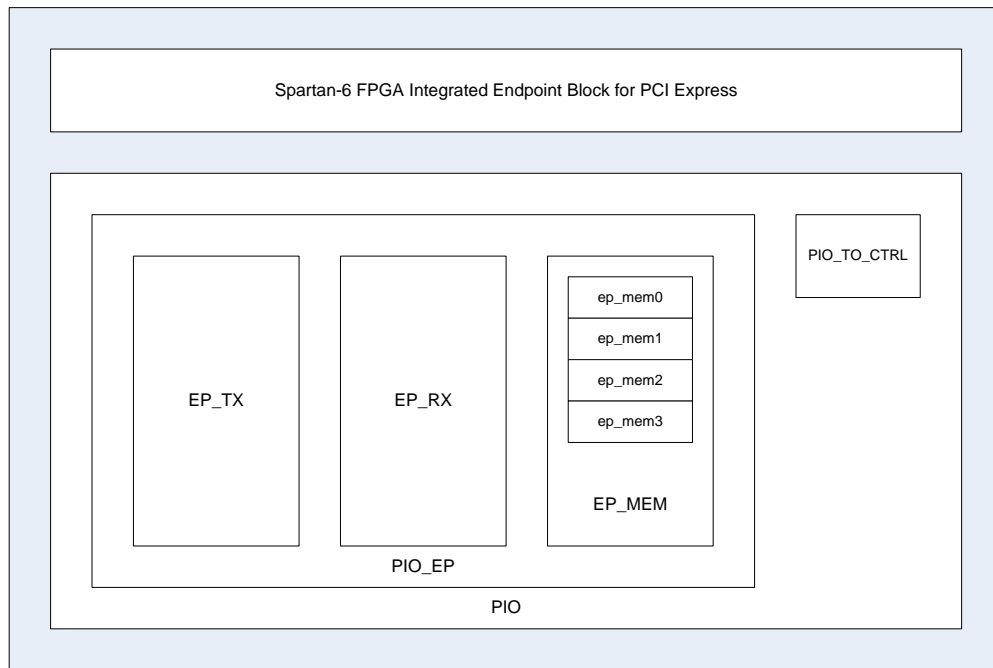 Spartan-6 FPGA Integrated Endpoint Block for PCI Express
PIO_TO_CTRL
ep_mem0
ep_mem1
ep_mem2
ep_mem3
EP_TX
EP_RX
EP_MEM
PIO_EP
PIO